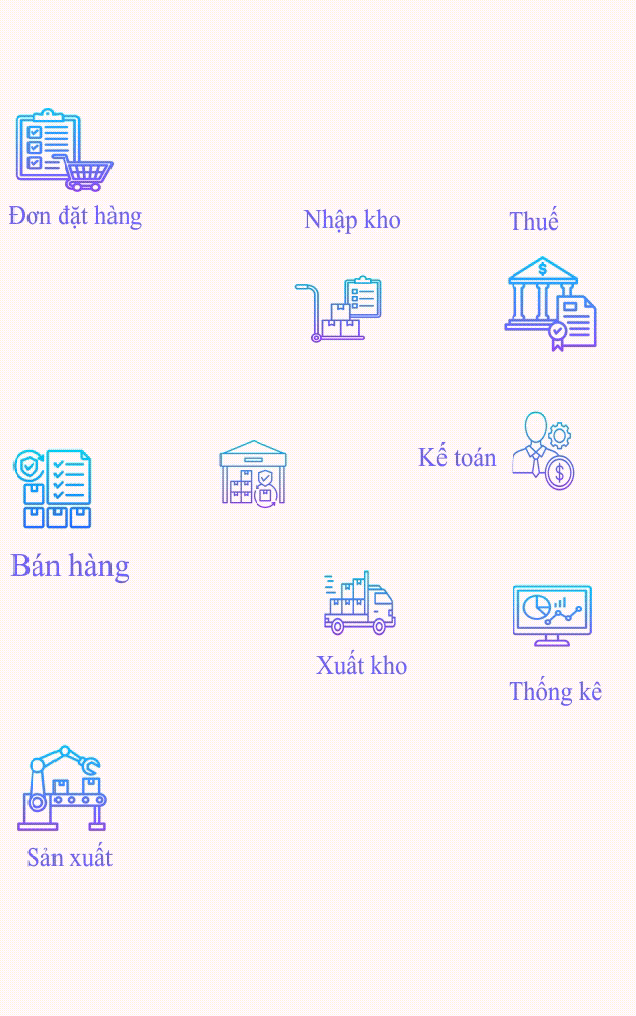 Đơn đặt hàng
Nhập kho
Thuế
Kế toán
Bán hàng
Xuất kho
Thống kê
Sản xuất